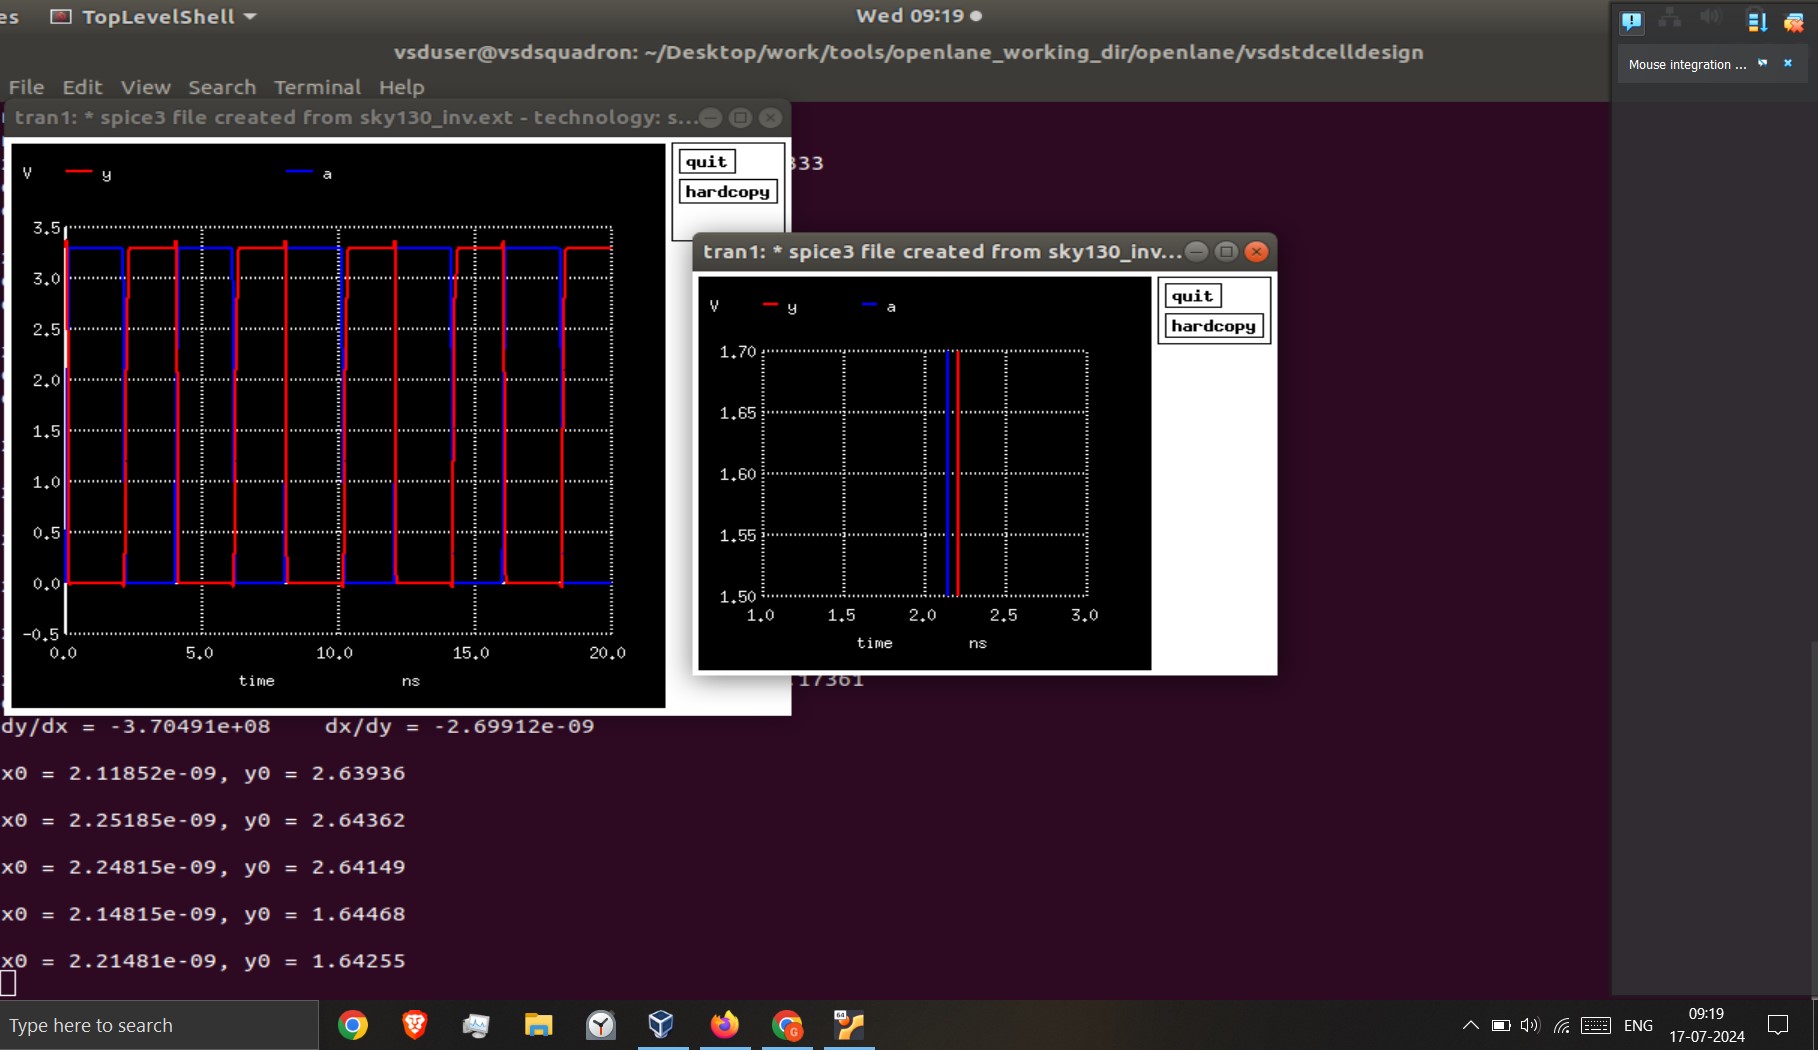 es TopLevelShell Wed 09:19
vsduser@vsdsquadron: ~/Desktop/work/tools/openlane_working_dir/openlane/vsdstdcelldesign
Mouse integration ...
File Edit View Search Terminal Help
tran1: * spice3 file created from sky130_inv.ext - technology: s...
V y a
quit
hardcopy
333
3.5
3.0
2.5
2.0
1.5
1.0
0.5
0.0
-0.5
0.0 5.0 10.0 15.0 20.0
time ns
tran1: * spice3 file created from sky130_inv...
V y a
quit
hardcopy
1.70
1.65
1.60
1.55
1.50
1.0 1.5 2.0 2.5 3.0
time ns
.17361
dy/dx = -3.70491e+08 dx/dy = -2.69912e-09
x0 = 2.11852e-09, y0 = 2.63936
x0 = 2.25185e-09, y0 = 2.64362
x0 = 2.24815e-09, y0 = 2.64149
x0 = 2.14815e-09, y0 = 1.64468
x0 = 2.21481e-09, y0 = 1.64255
Type here to search
64
G
ENG
09:19
17-07-2024